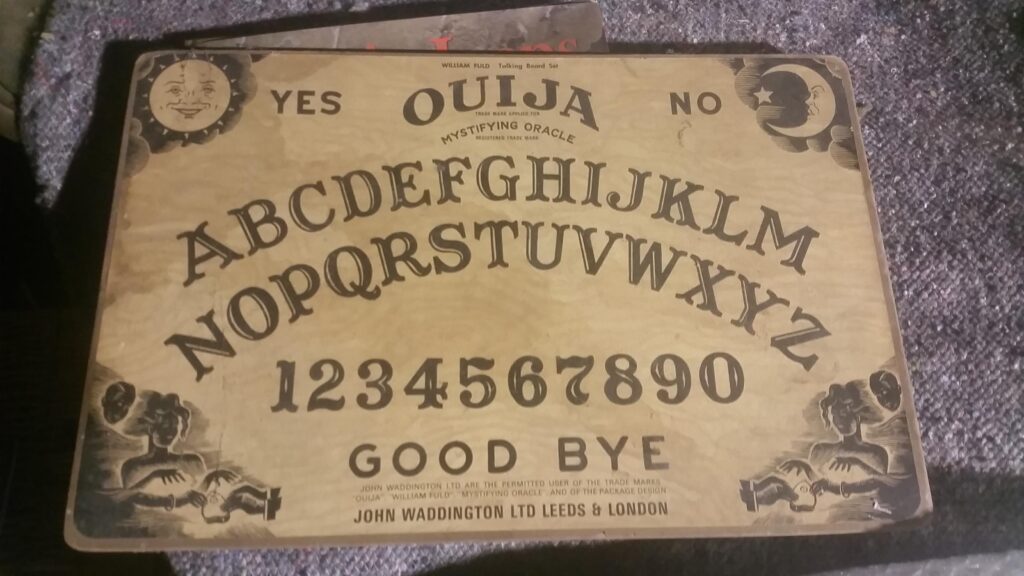 WILLIAM FULD Talking Board Set
YES OUIJA NO
TRADE MARK APPLIED FOR
MYSTIFYING ORACLE
REGISTERED TRADE MARK
ABCDEFGHIJKLM
NOPQRSTUVWXYZ
1234567890
GOOD BYE
JOHN WADDINGTON LTD ARE THE PERMITTED USER OF THE TRADE MARKS
"OUIJA" "WILLIAM FULD" "MYSTIFYING ORACLE" AND OF THE PACKAGE DESIGN
JOHN WADDINGTON LTD LEEDS & LONDON